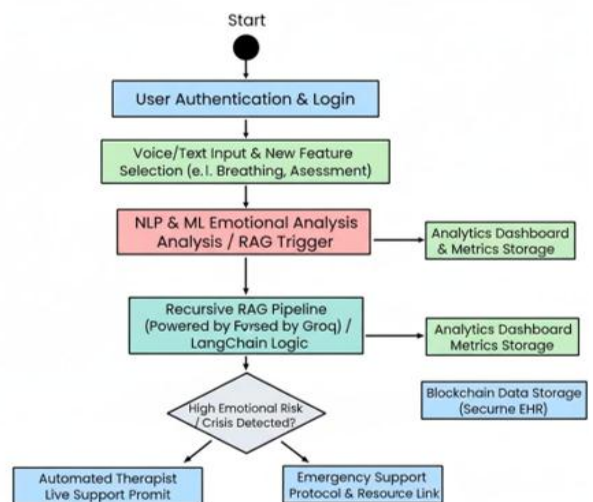 Start
User Authentication & Login
Voice/Text Input & New Feature
Selection (e.l. Breathing, Asessment)
NLP & ML Emotional Analysis
Analysis / RAG Trigger
Analytics Dashboard
& Metrics Storage
Recursive RAG Pipeline
(Powered by Fursed by Groq) /
LangChain Logic
Analytics Dashboard
Metrics Storage
High Emotional Risk
/ Crisis Detected?
Blockchain Data Storage
(Securne EHR)
Automated Therapist
Live Support Promit
Emergency Support
Protocol & Resource Link